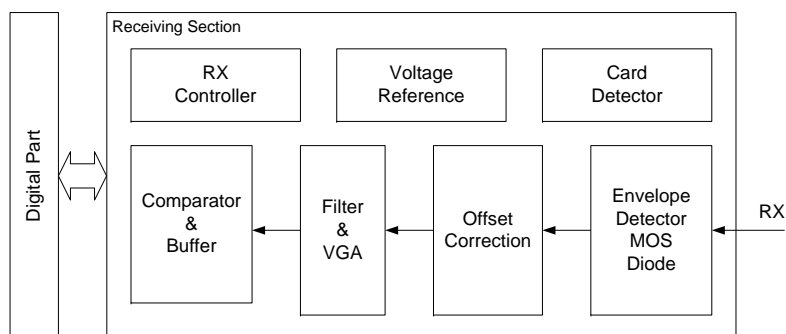 Receiving Section
Digital Part
RX
Controller
Voltage
Reference
Card
Detector
Comparator
&
Buffer
Filter
&
VGA
Offset
Correction
Envelope
Detector
MOS
Diode
RX